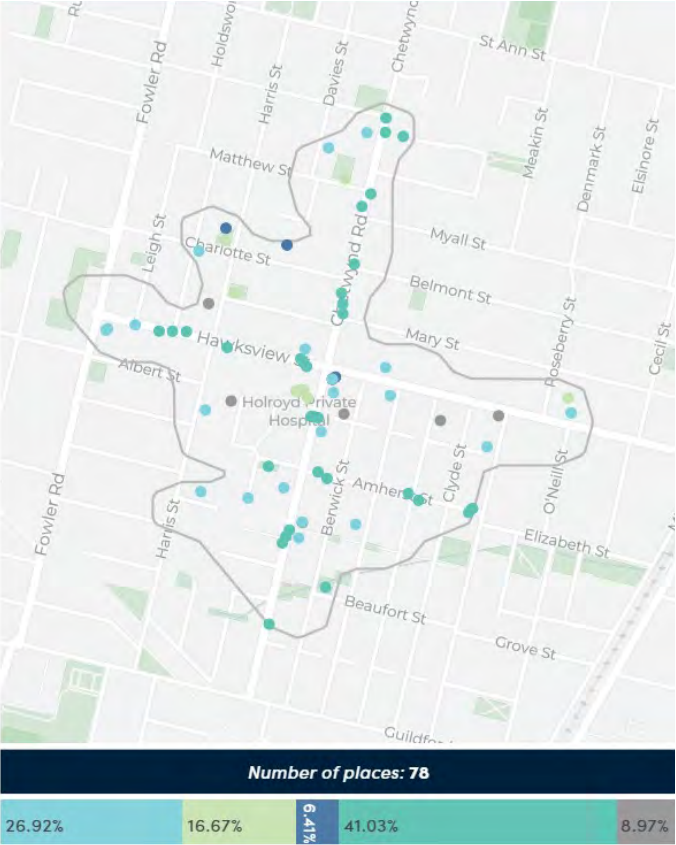 Ru
Holdsw
Chetwynd
St Ann St
Fowler Rd
Harris St
Davies St
Meakin St
Denmark St
Elsinore St
Matthew St
Leigh St
Charlotte St
Chetwynd Rd
Myall St
Belmont St
Roseberry St
Hawksview St
Mary St
Cecil St
Albert St
Holroyd Private
Hospital
Fowler Rd
Harris St
Berwick St
Amherst St
Clyde St
O'Neill St
Elizabeth St
Beaufort St
Grove St
Guildfo
Number of places: 78
26.92%
16.67%
6.41%
41.03%
8.97%